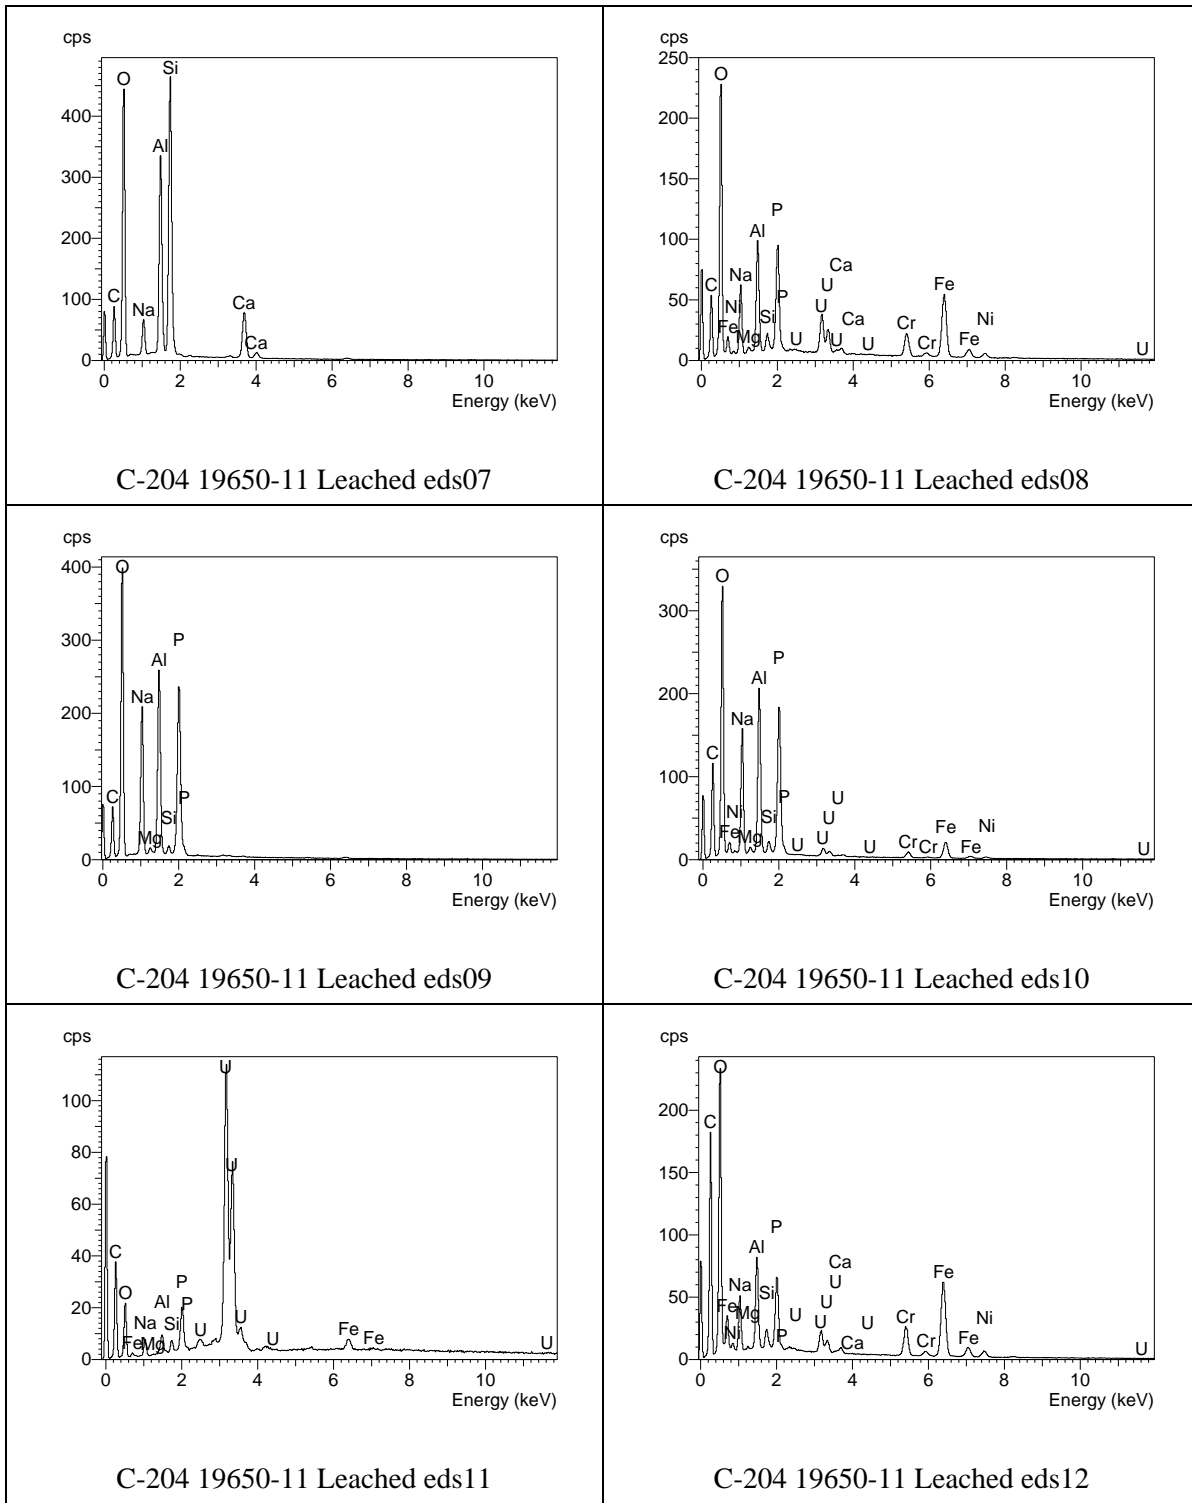 cps
O
Si
Al
C
Na
Ca
Ca
400
300
200
100
0
0 2 4 6 8 10
Energy (keV)
C-204 19650-11 Leached eds07
cps
250
200
150
100
50
0
O
P
Al
Ca
Na
C
U
Fe
Ni
U
Si
P
Ca
Cr
Ni
Fe
Mg
U
U
U
Cr
Fe
U
0 2 4 6 8 10
Energy (keV)
C-204 19650-11 Leached eds08
cps
400
300
200
100
0
O
P
Al
Na
C
Si
P
Mg
0 2 4 6 8 10
Energy (keV)
C-204 19650-11 Leached eds09
cps
300
200
100
0
O
P
Al
Na
C
U
Ni
Si
P
U
Fe
Mg
U
U
U
Cr
Cr
Fe
Fe
Ni
U
0 2 4 6 8 10
Energy (keV)
C-204 19650-11 Leached eds10
cps
100
80
60
40
20
0
U
U
C
O
P
Al
P
Na
Si
Fe
Mg
U
U
U
Fe
Fe
U
0 2 4 6 8 10
Energy (keV)
C-204 19650-11 Leached eds11
cps
200
150
100
50
0
O
C
P
Al
Ca
Na
Si
U
Fe
Fe
Mg
U
U
U
Ni
P
U
Ca
Cr
Cr
Fe
Ni
U
0 2 4 6 8 10
Energy (keV)
C-204 19650-11 Leached eds12